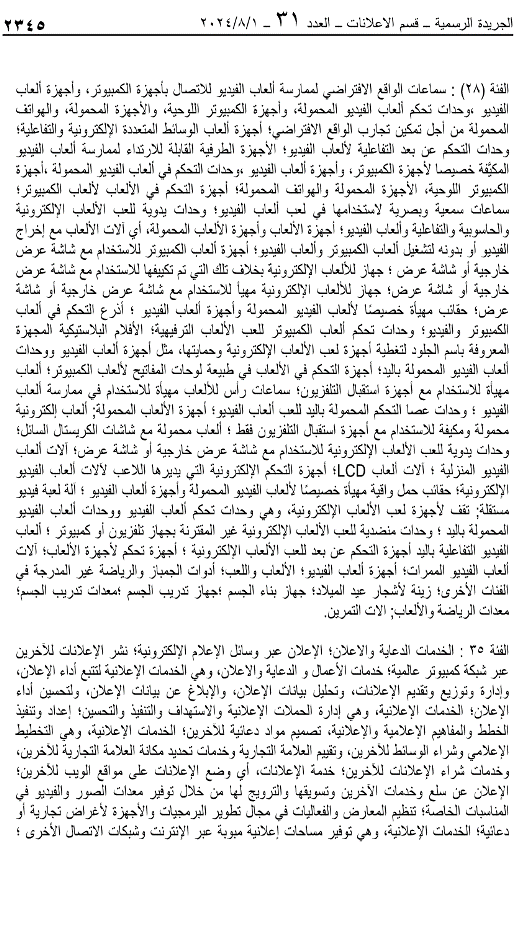 الجريدة الرسمية ــ قسم الاعلانات ــ العدد ٣١ ــ ٢٠٢٤/٨/١
٢٣٤٥
الفئة (٢٨) : سماعات الواقع الافتراضي لممارسة ألعاب الفيديو للاتصال بأجهزة الكمبيوتر، وأجهزة ألعاب
الفيديو ،وحدات تحكم ألعاب الفيديو المحمولة، وأجهزة الكمبيوتر اللوحية، والأجهزة المحمولة، والهواتف
المحمولة من أجل تمكين تجارب الواقع الافتراضي؛ أجهزة ألعاب الوسائط المتعددة الإلكترونية والتفاعلية؛
وحدات التحكم عن بعد التفاعلية لألعاب الفيديو؛ الأجهزة الطرفية القابلة للارتداء لممارسة ألعاب الفيديو
المكيّفة خصيصا لأجهزة الكمبيوتر، وأجهزة ألعاب الفيديو ،وحدات التحكم في ألعاب الفيديو المحمولة ،أجهزة
الكمبيوتر اللوحية، الأجهزة المحمولة والهواتف المحمولة؛ أجهزة التحكم في الألعاب لألعاب الكمبيوتر؛
سماعات سمعية وبصرية لاستخدامها في لعب ألعاب الفيديو؛ وحدات يدوية للعب الألعاب الإلكترونية
والحاسوبية والتفاعلية وألعاب الفيديو؛ أجهزة الألعاب وأجهزة الألعاب المحمولة، أي آلات الألعاب مع إخراج
الفيديو أو بدونه لتشغيل ألعاب الكمبيوتر وألعاب الفيديو؛ أجهزة ألعاب الكمبيوتر للاستخدام مع شاشة عرض
خارجية أو شاشة عرض ؛ جهاز للألعاب الإلكترونية بخلاف تلك التي تم تكييفها للاستخدام مع شاشة عرض
خارجية أو شاشة عرض؛ جهاز للألعاب الإلكترونية مهيأ للاستخدام مع شاشة عرض خارجية أو شاشة
عرض؛ حقائب مهيأة خصيصًا لألعاب الفيديو المحمولة وأجهزة ألعاب الفيديو ؛ أذرع التحكم في ألعاب
الكمبيوتر والفيديو؛ وحدات تحكم ألعاب الكمبيوتر للعب الألعاب الترفيهية؛ الأفلام البلاستيكية المجهزة
المعروفة باسم الجلود لتغطية أجهزة لعب الألعاب الإلكترونية وحمايتها، مثل أجهزة ألعاب الفيديو ووحدات
ألعاب الفيديو المحمولة باليد؛ أجهزة التحكم في الألعاب في طبيعة لوحات المفاتيح لألعاب الكمبيوتر؛ ألعاب
مهيأة للاستخدام مع أجهزة استقبال التلفزيون؛ سماعات رأس للألعاب مهيأة للاستخدام في ممارسة ألعاب
الفيديو ؛ وحدات عصا التحكم المحمولة باليد للعب ألعاب الفيديو؛ أجهزة الألعاب المحمولة; ألعاب إلكترونية
محمولة ومكيفة للاستخدام مع أجهزة استقبال التلفزيون فقط ؛ ألعاب محمولة مع شاشات الكريستال السائل؛
وحدات يدوية للعب الألعاب الإلكترونية للاستخدام مع شاشة عرض خارجية أو شاشة عرض؛ آلات ألعاب
الفيديو المنزلية ؛ آلات ألعاب LCD؛ أجهزة التحكم الإلكترونية التي يديرها اللاعب لآلات ألعاب الفيديو
الإلكترونية؛ حقائب حمل واقية مهيأة خصيصًا لألعاب الفيديو المحمولة وأجهزة ألعاب الفيديو ؛ آلة لعبة فيديو
مستقلة; تقف لأجهزة لعب الألعاب الإلكترونية، وهي وحدات ألعاب الفيديو ووحدات ألعاب الفيديو
المحمولة باليد ؛ وحدات منضدية للعب الألعاب الإلكترونية غير المقترنة بجهاز تلفزيون أو كمبيوتر ؛ ألعاب
الفيديو التفاعلية باليد أجهزة التحكم عن بعد للعب الألعاب الإلكترونية ؛ أجهزة تحكم لأجهزة الألعاب؛ آلات
ألعاب الفيديو الممرات؛ أجهزة ألعاب الفيديو؛ الألعاب واللعب؛ أدوات الجمباز والرياضة غير المدرجة في
الفئات الأخرى؛ زينة لأشجار عيد الميلاد؛ جهاز بناء الجسم ؛جهاز تدريب الجسم ؛معدات تدريب الجسم؛
معدات الرياضة والألعاب; الات التمرين.
الفئة ٣٥ : الخدمات الدعاية والاعلان؛ الإعلان عبر وسائل الإعلام الإلكترونية؛ نشر الإعلانات للآخرين
عبر شبكة كمبيوتر عالمية؛ خدمات الأعمال و الدعاية والاعلان، وهي الخدمات الإعلانية لتتبع أداء الإعلان،
وإدارة وتوزيع وتقديم الإعلانات، وتحليل بيانات الإعلان، والإبلاغ عن بيانات الإعلان، ولتحسين أداء
الإعلان؛ الخدمات الإعلانية، وهي إدارة الحملات الإعلانية والاستهداف والتنفيذ والتحسين؛ إعداد وتنفيذ
الخطط والمفاهيم الإعلامية والإعلانية، تصميم مواد دعائية للآخرين؛ الخدمات الإعلانية، وهي التخطيط
الإعلامي وشراء الوسائط للآخرين، وتقييم العلامة التجارية وخدمات تحديد مكانة العلامة التجارية للآخرين،
وخدمات شراء الإعلانات للآخرين؛ خدمة الإعلانات، أي وضع الإعلانات على مواقع الويب للآخرين؛
الإعلان عن سلع وخدمات الآخرين وتسويقها والترويج لها من خلال توفير معدات الصور والفيديو في
المناسبات الخاصة؛ تنظيم المعارض والفعاليات في مجال تطوير البرمجيات والأجهزة لأغراض تجارية أو
دعائية؛ الخدمات الإعلانية، وهي توفير مساحات إعلانية مبوبة عبر الإنترنت وشبكات الاتصال الأخرى ؛